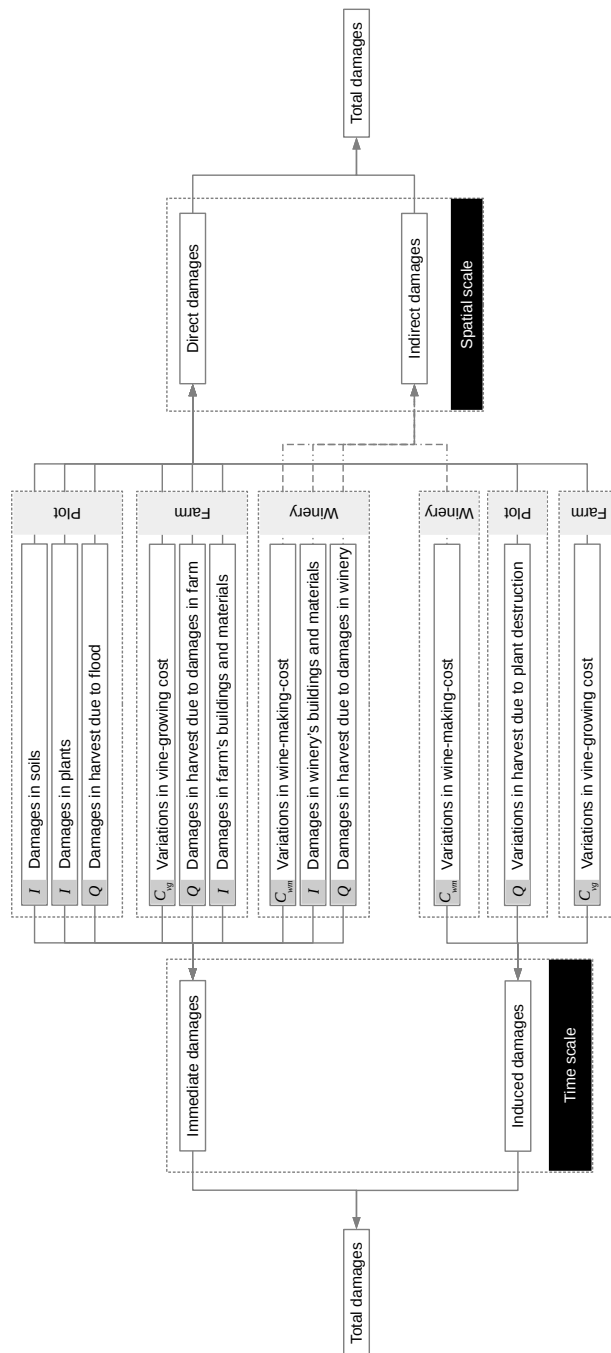 Total damages
Time scale
Immediate damages
Induced damages
I Damages in soils
I Damages in plants
Q Damages in harvest due to flood
Plot
Cvg Variations in vine-growing cost
Q Damages in harvest due to damages in farm
I Damages in farm's buildings and materials
Farm
Cwm Variations in wine-making-cost
I Damages in winery's buildings and materials
Q Damages in harvest due to damages in winery
Winery
Cwm Variations in wine-making-cost
Winery
Q Variations in harvest due to plant destruction
Plot
Cvg Variations in vine-growing cost
Farm
Direct damages
Indirect damages
Spatial scale
Total damages